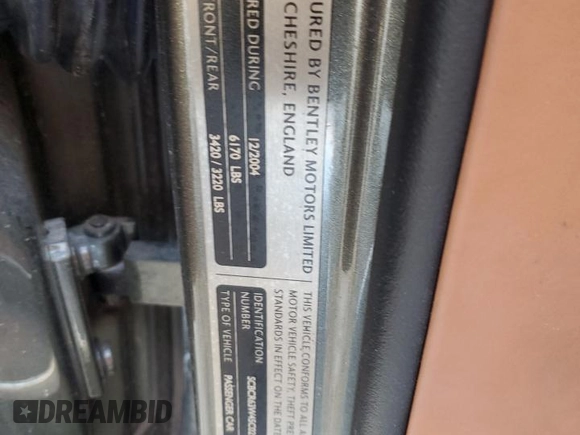 URED BY BENTLEY MOTORS LIMITED
CHESHIRE, ENGLAND
RED DURING 12/2004
6170 LBS
FRONT/REAR 3420 / 3220 LBS
THIS VEHICLE CONFORMS TO ALL A
MOTOR VEHICLE SAFETY, THEFT PRE
STANDARDS IN EFFECT ON THE DATE
IDENTIFICATION
NUMBER
TYPE OF VEHICLE PASSENGER CAR
DREAMBID